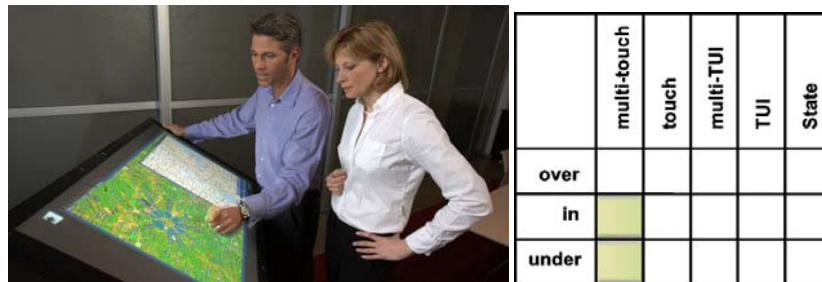 multi-touch
touch
multi-TUI
TUI
State
over
in
under